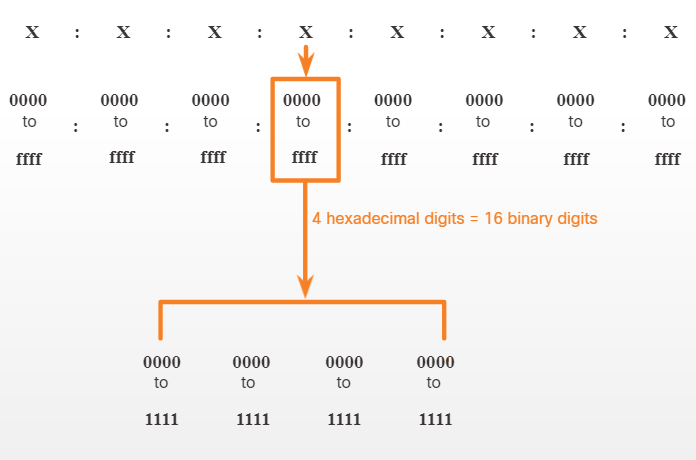 X : X : X : X : X : X : X : X
0000 0000 0000 0000 0000 0000 0000 0000
to : to : to : to : to : to : to : to
ffff ffff ffff ffff ffff ffff ffff ffff
4 hexadecimal digits = 16 binary digits
0000 0000 0000 0000
to to to to
1111 1111 1111 1111